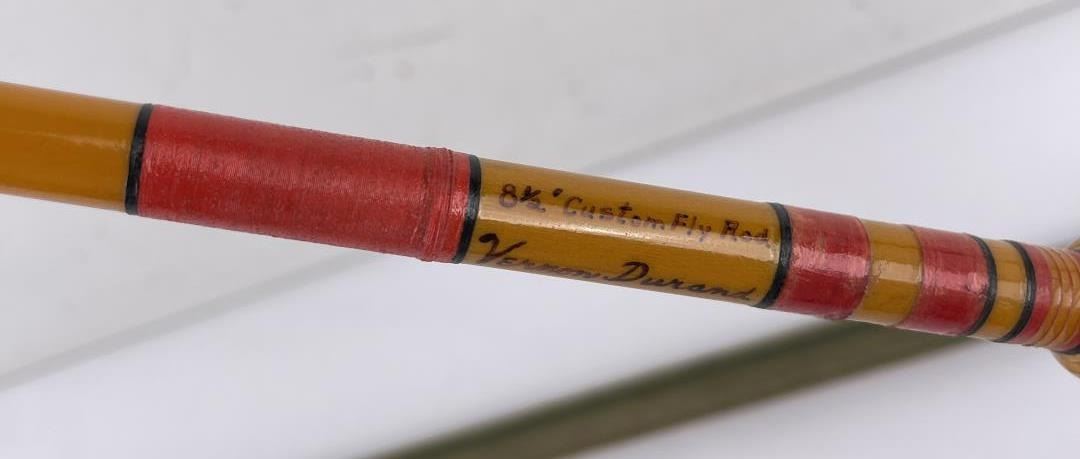 8½' Custom Fly Rod
Vernon Durand